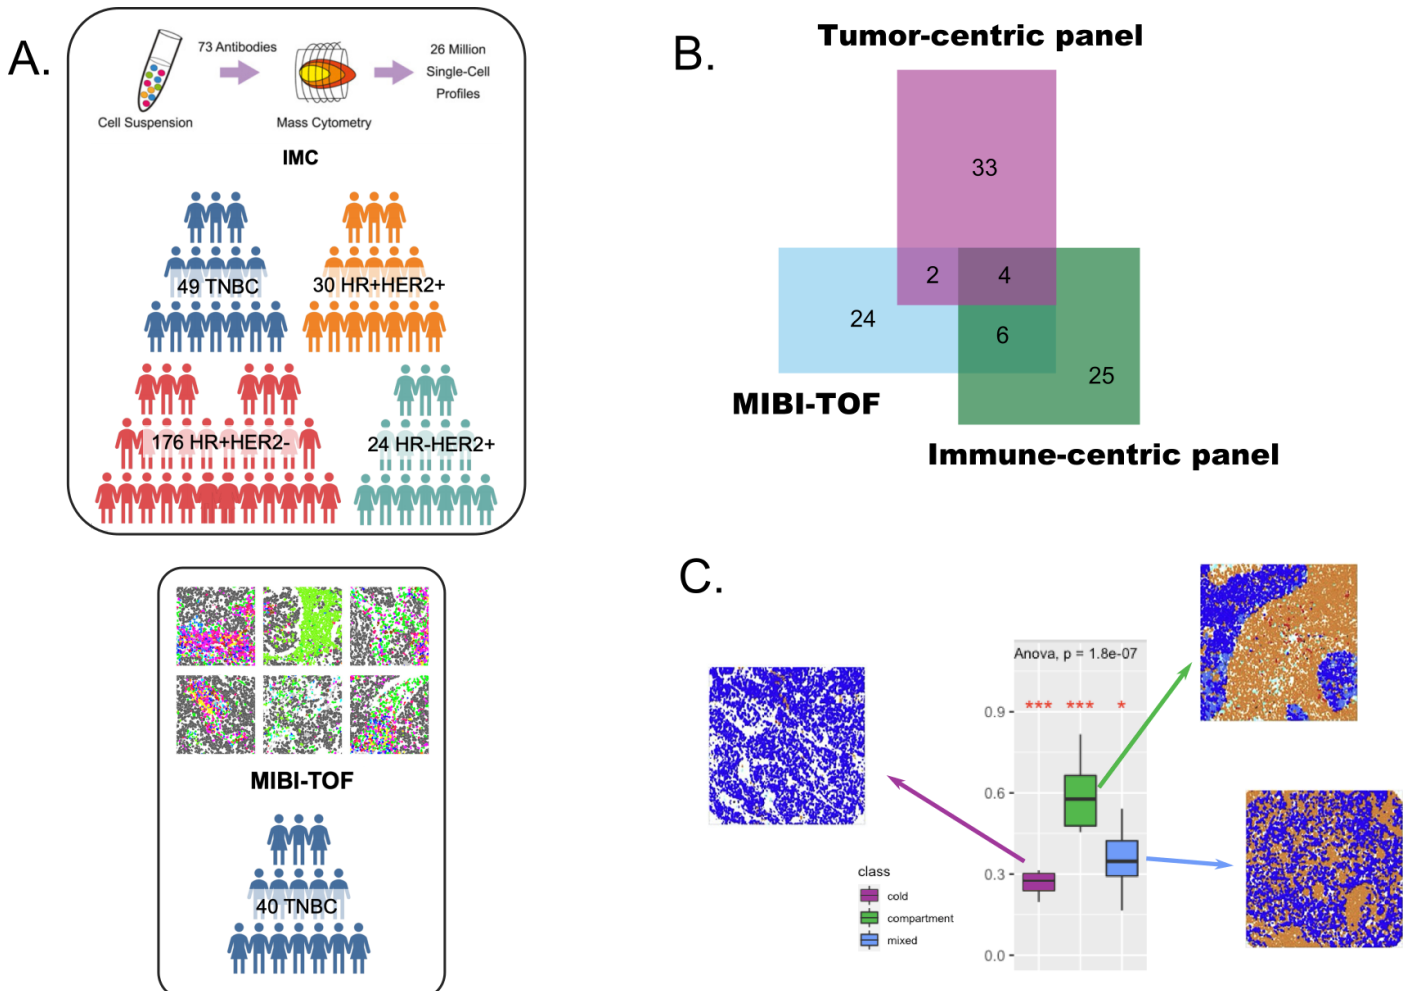 A.
73 Antibodies
26 Million
Single-Cell
Profiles
Cell Suspension
Mass Cytometry
IMC
49 TNBC
30 HR+HER2+
176 HR+HER2-
24 HR-HER2+
MIBI-TOF
40 TNBC
B.
Tumor-centric panel
33
2
4
24
6
25
MIBI-TOF
Immune-centric panel
C.
Anova, p = 1.8e-07
*** *** *
0.9
0.6
0.3
0.0
class
cold
compartment
mixed